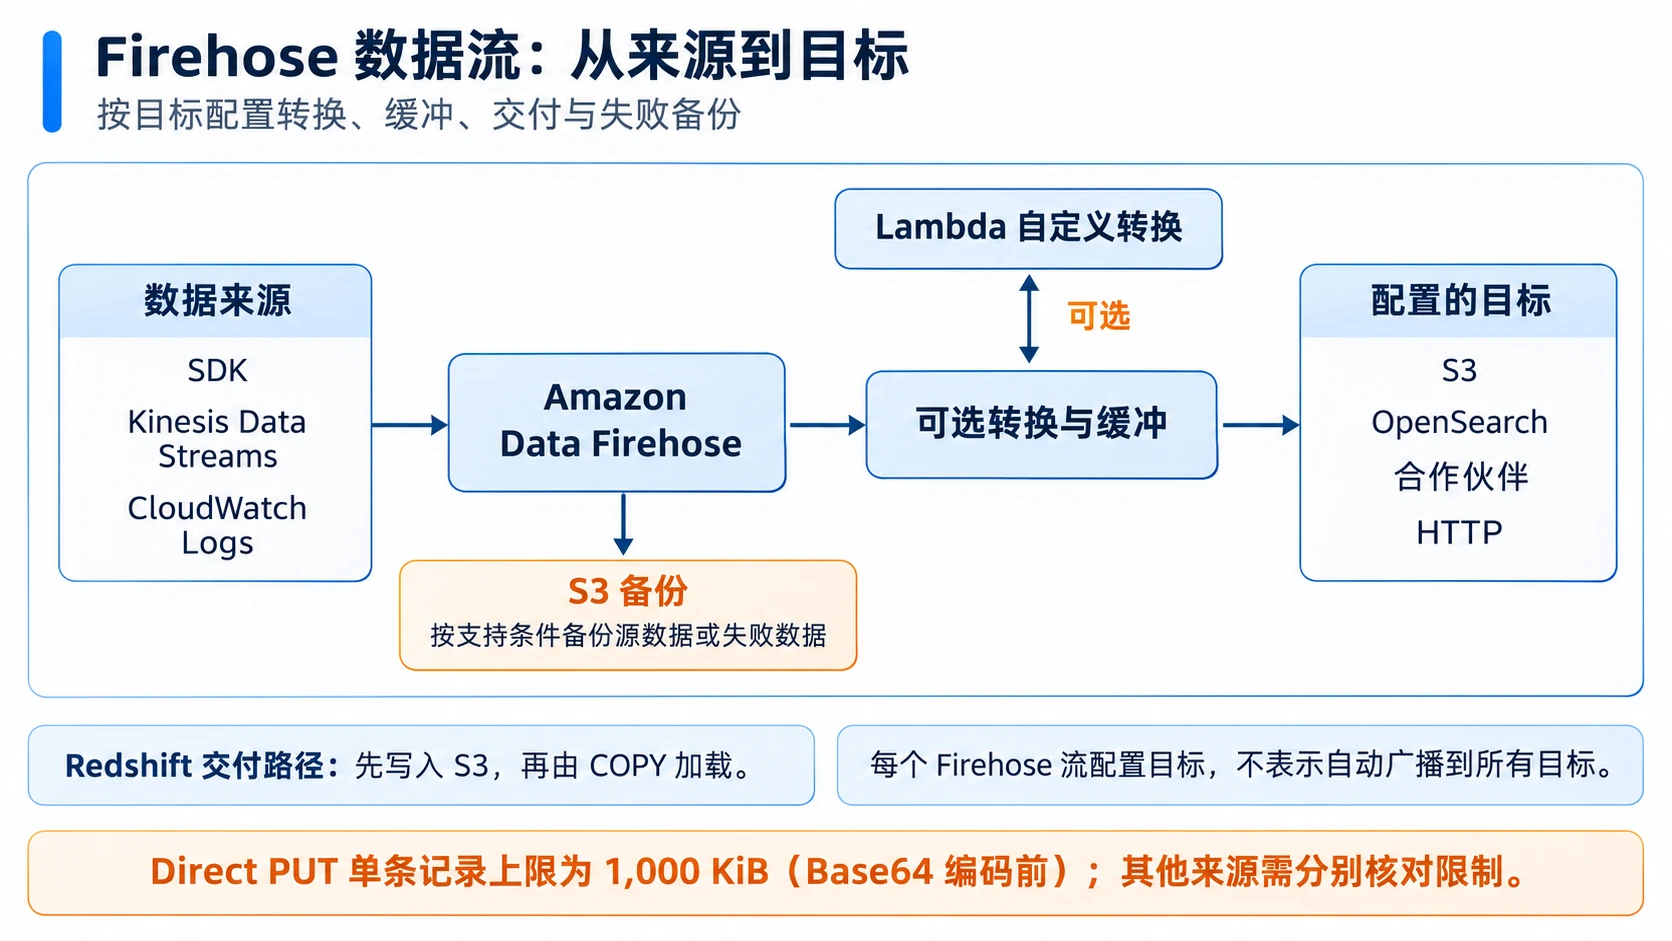 Firehose 数据流：从来源到目标
按目标配置转换、缓冲、交付与失败备份
Lambda 自定义转换
可选
数据来源
SDK
Kinesis Data
Streams
CloudWatch
Logs
Amazon
Data Firehose
可选转换与缓冲
配置的目标
S3
OpenSearch
合作伙伴
HTTP
S3 备份
按支持条件备份源数据或失败数据
Redshift 交付路径：先写入 S3，再由 COPY 加载。
每个 Firehose 流配置目标，不表示自动广播到所有目标。
Direct PUT 单条记录上限为 1,000 KiB（Base64 编码前）；其他来源需分别核对限制。